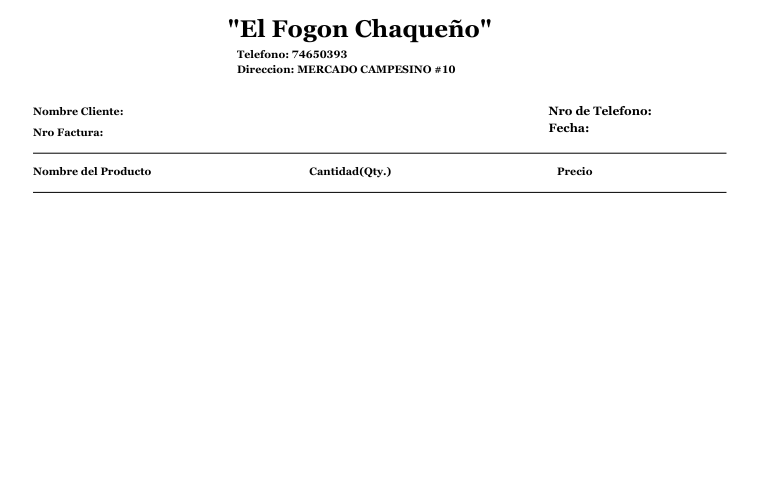 "El Fogon Chaqueño"
Telefono: 74650393
Direccion: MERCADO CAMPESINO #10
Nombre Cliente:
Nro de Telefono:
Nro Factura:
Fecha:
Nombre del Producto Cantidad(Qty.) Precio